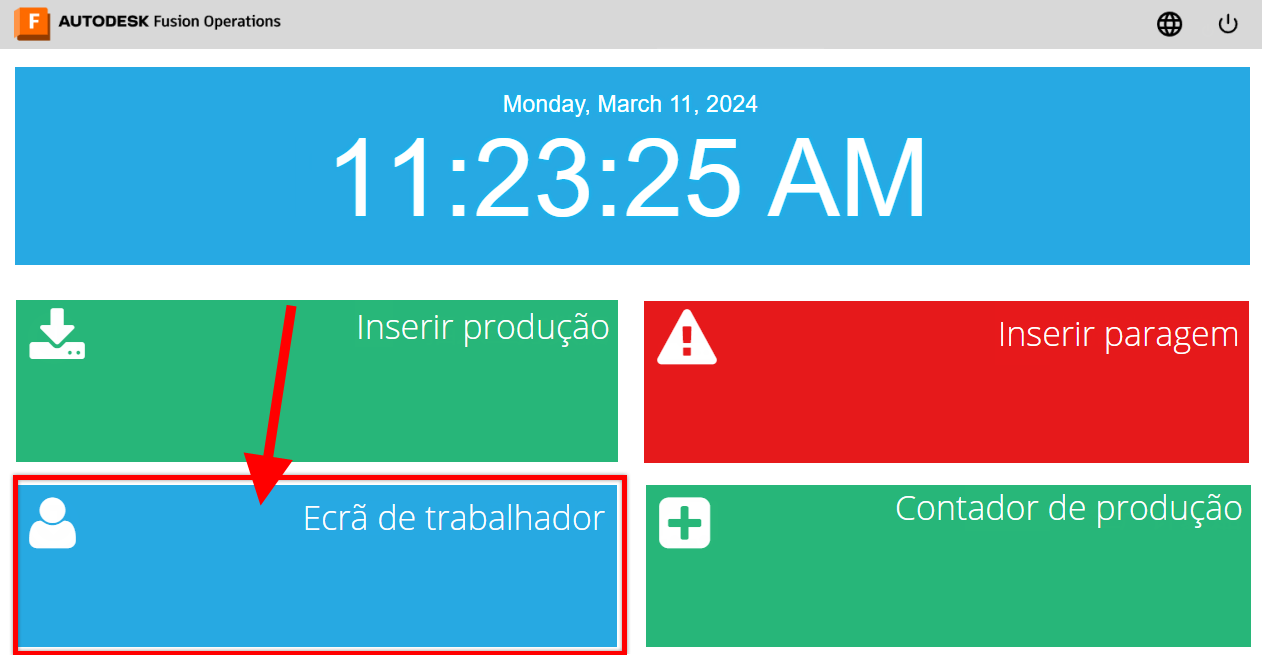 F AUTODESK Fusion Operations
Monday, March 11, 2024
11:23:25 AM
Inserir produção
Inserir paragem
Ecrã de trabalhador
Contador de produção